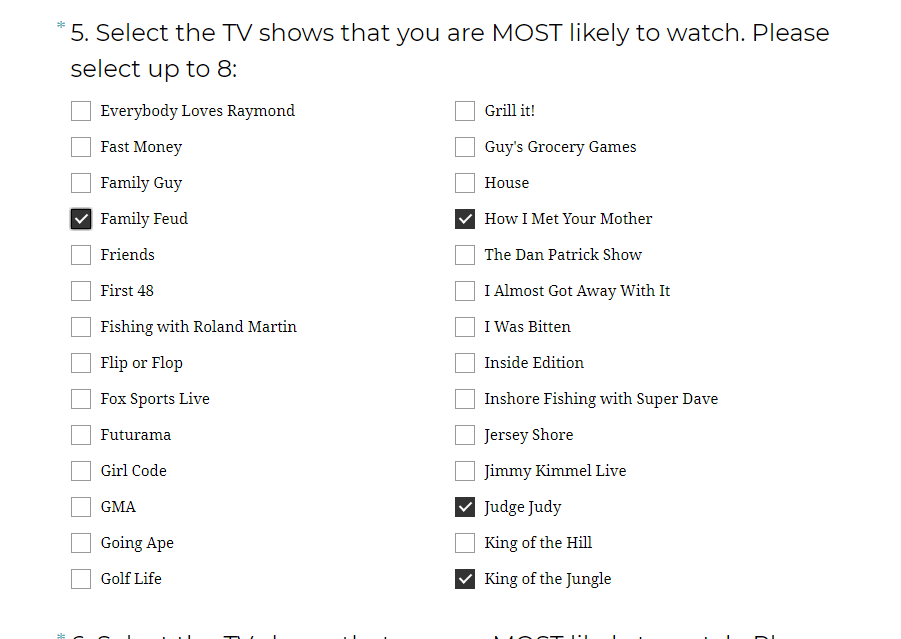 * 5. Select the TV shows that you are MOST likely to watch. Please
select up to 8:
Everybody Loves Raymond
Fast Money
Family Guy
Family Feud
Friends
First 48
Fishing with Roland Martin
Flip or Flop
Fox Sports Live
Futurama
Girl Code
GMA
Going Ape
Golf Life
Grill it!
Guy's Grocery Games
House
How I Met Your Mother
The Dan Patrick Show
I Almost Got Away With It
I Was Bitten
Inside Edition
Inshore Fishing with Super Dave
Jersey Shore
Jimmy Kimmel Live
Judge Judy
King of the Hill
King of the Jungle